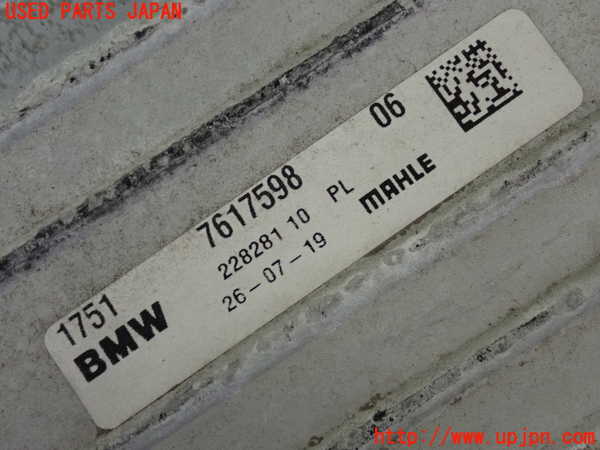 USED PARTS JAPAN
1751 7617598 06
BMW 228281 10 PL MAHLE
26-07-19
http://www.upjpn.com